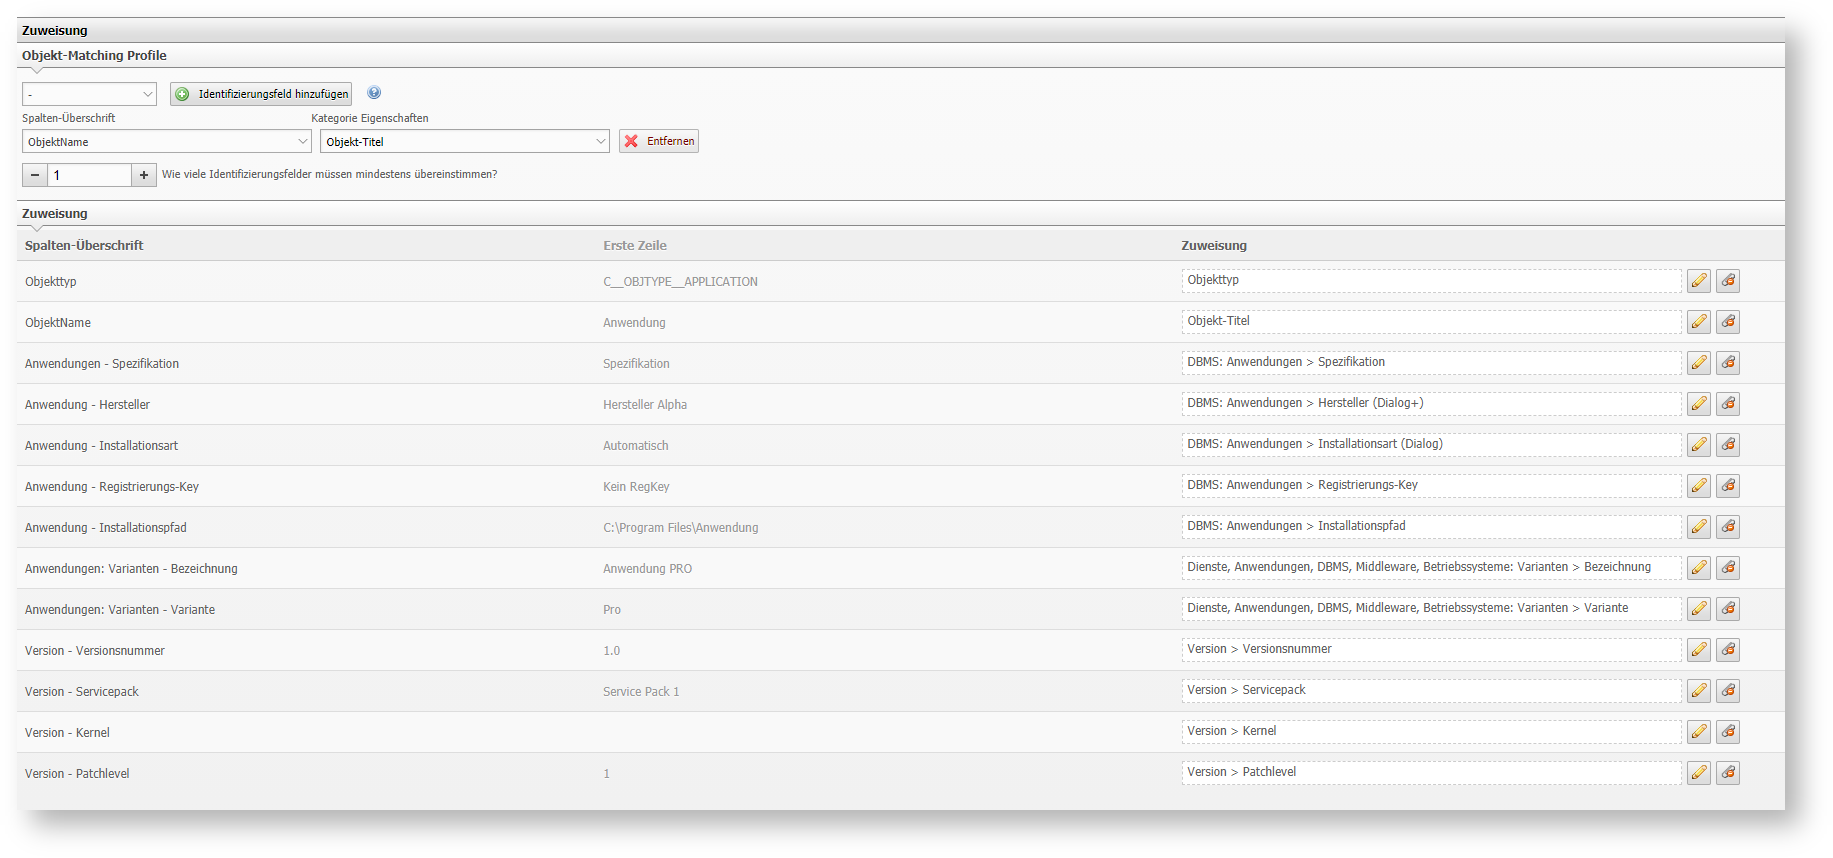 Zuweisung
Objekt-Matching Profile
- Identifizierungsfeld hinzufügen ?
Spalten-Überschrift Kategorie Eigenschaften
ObjektName Objekt-Titel Entfernen
- 1 + Wie viele Identifizierungsfelder müssen mindestens übereinstimmen?
Zuweisung
Spalten-Überschrift Erste Zeile Zuweisung
Objekttyp C__OBJTYPE__APPLICATION Objekttyp
ObjektName Anwendung Objekt-Titel
Anwendungen - Spezifikation Spezifikation DBMS: Anwendungen > Spezifikation
Anwendung - Hersteller Hersteller Alpha DBMS: Anwendungen > Hersteller (Dialog+)
Anwendung - Installationsart Automatisch DBMS: Anwendungen > Installationsart (Dialog)
Anwendung - Registrierungs-Key Kein RegKey DBMS: Anwendungen > Registrierungs-Key
Anwendung - Installationspfad C:\Program Files\Anwendung DBMS: Anwendungen > Installationspfad
Anwendungen: Varianten - Bezeichnung Anwendung PRO Dienste, Anwendungen, DBMS, Middleware, Betriebssysteme: Varianten > Bezeichnung
Anwendungen: Varianten - Variante Pro Dienste, Anwendungen, DBMS, Middleware, Betriebssysteme: Varianten > Variante
Version - Versionsnummer 1.0 Version > Versionsnummer
Version - Servicepack Service Pack 1 Version > Servicepack
Version - Kernel Version > Kernel
Version - Patchlevel 1 Version > Patchlevel